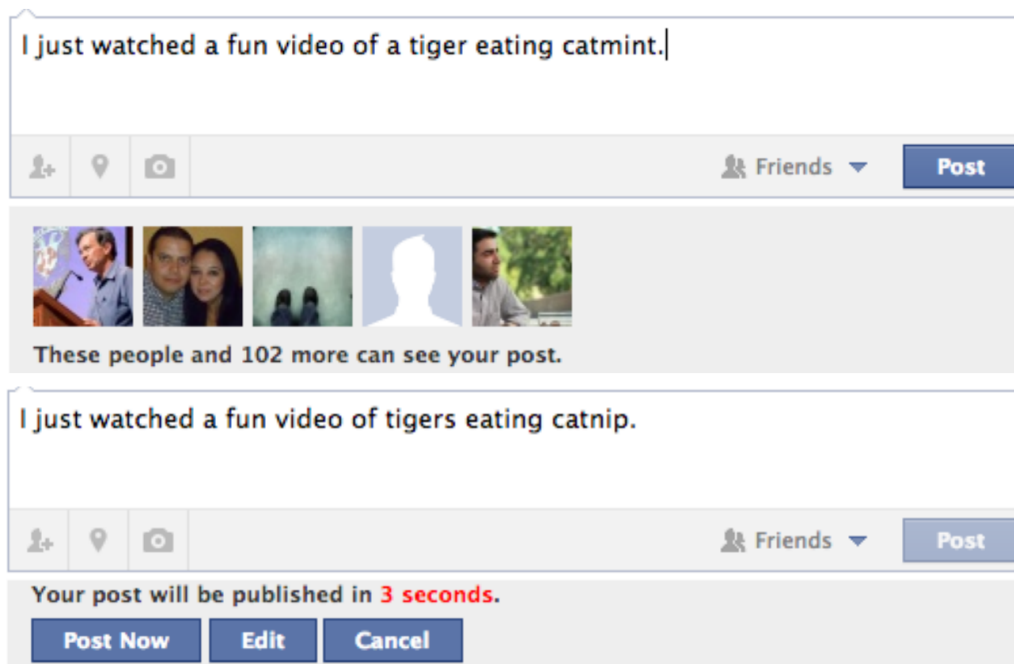 I just watched a fun video of a tiger eating catmint.
Friends Post
These people and 102 more can see your post.
I just watched a fun video of tigers eating catnip.
Friends Post
Your post will be published in 3 seconds.
Post Now Edit Cancel